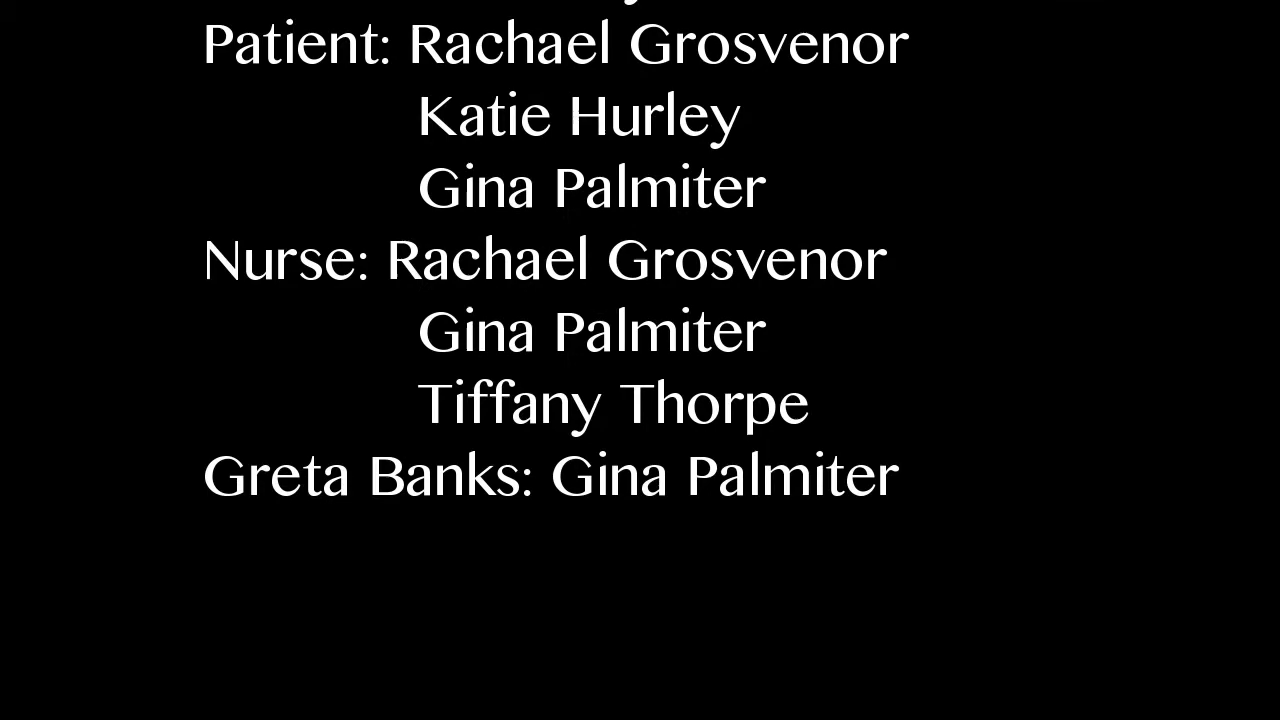 Patient: Rachael Grosvenor
Katie Hurley
Gina Palmiter
Nurse: Rachael Grosvenor
Gina Palmiter
Tiffany Thorpe
Greta Banks: Gina Palmiter